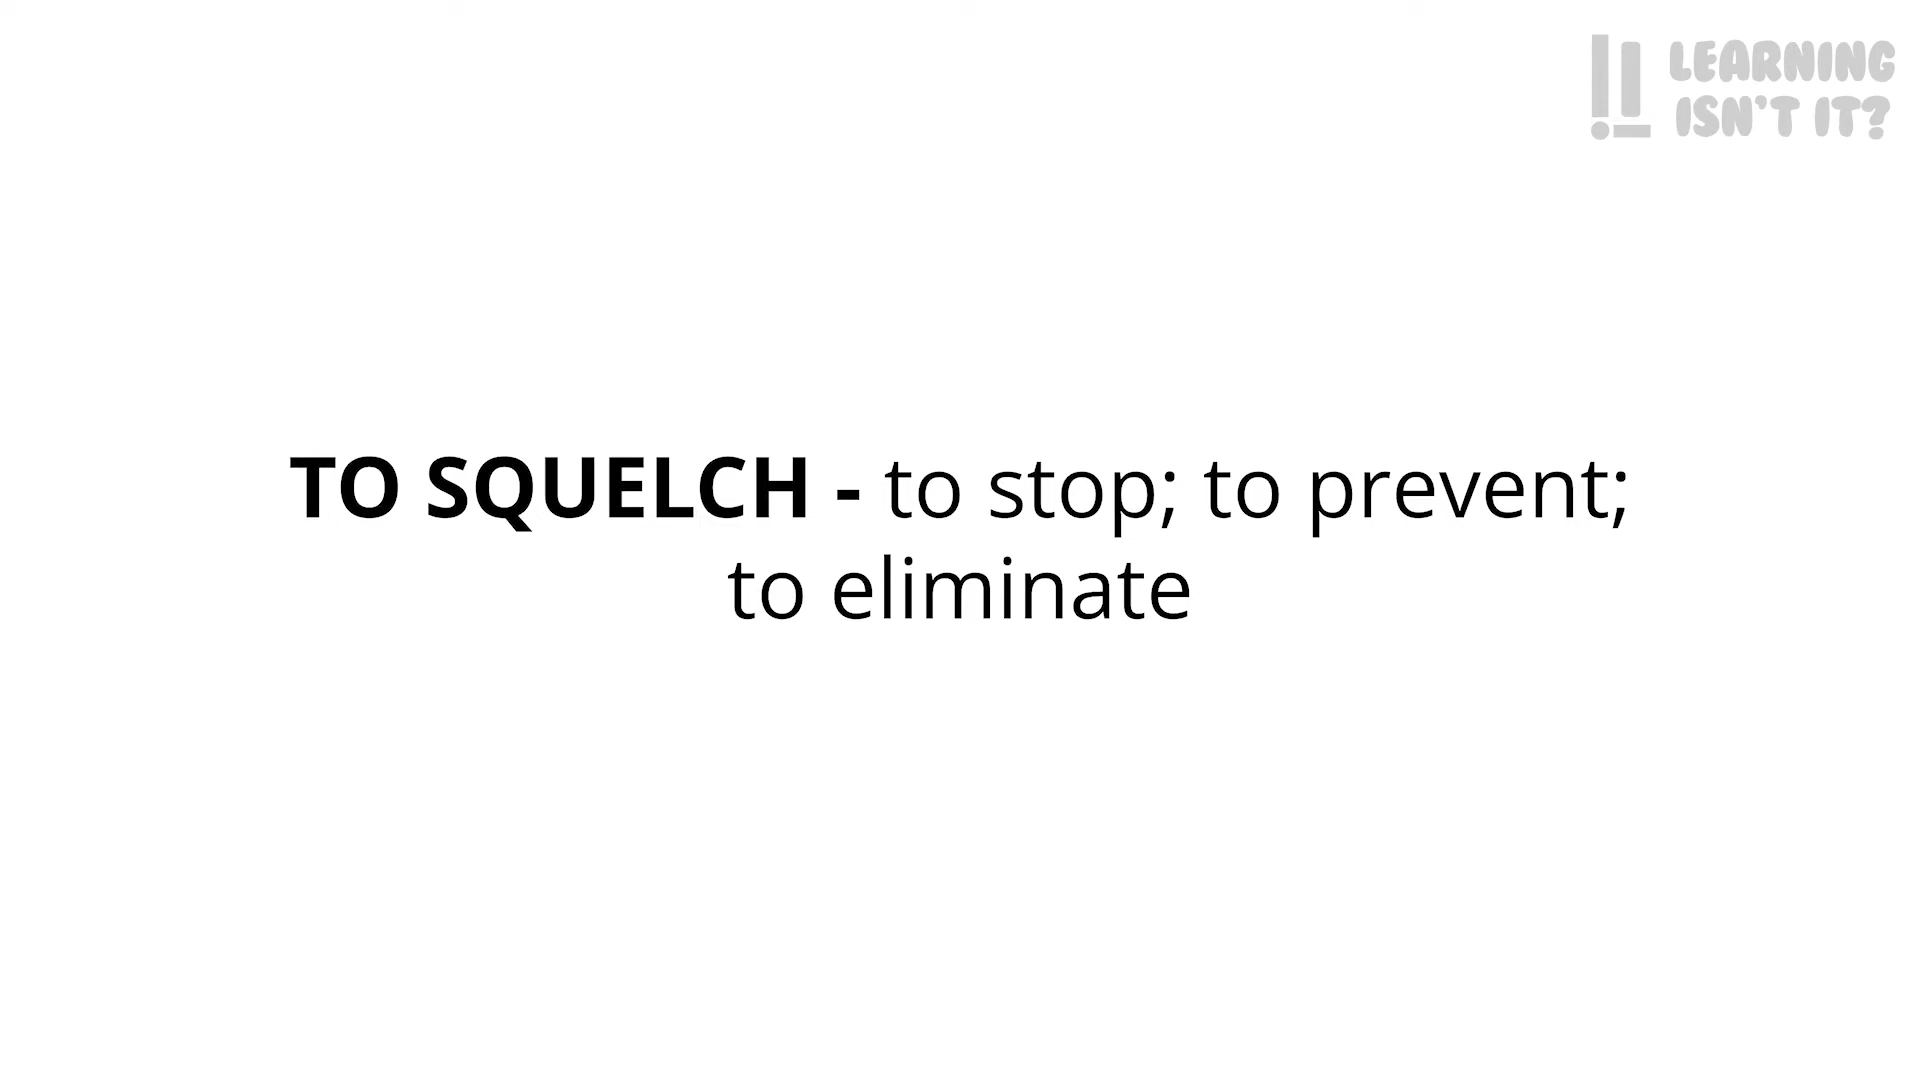 LEARNING
ISN'T IT?
TO SQUELCH - to stop; to prevent;
to eliminate